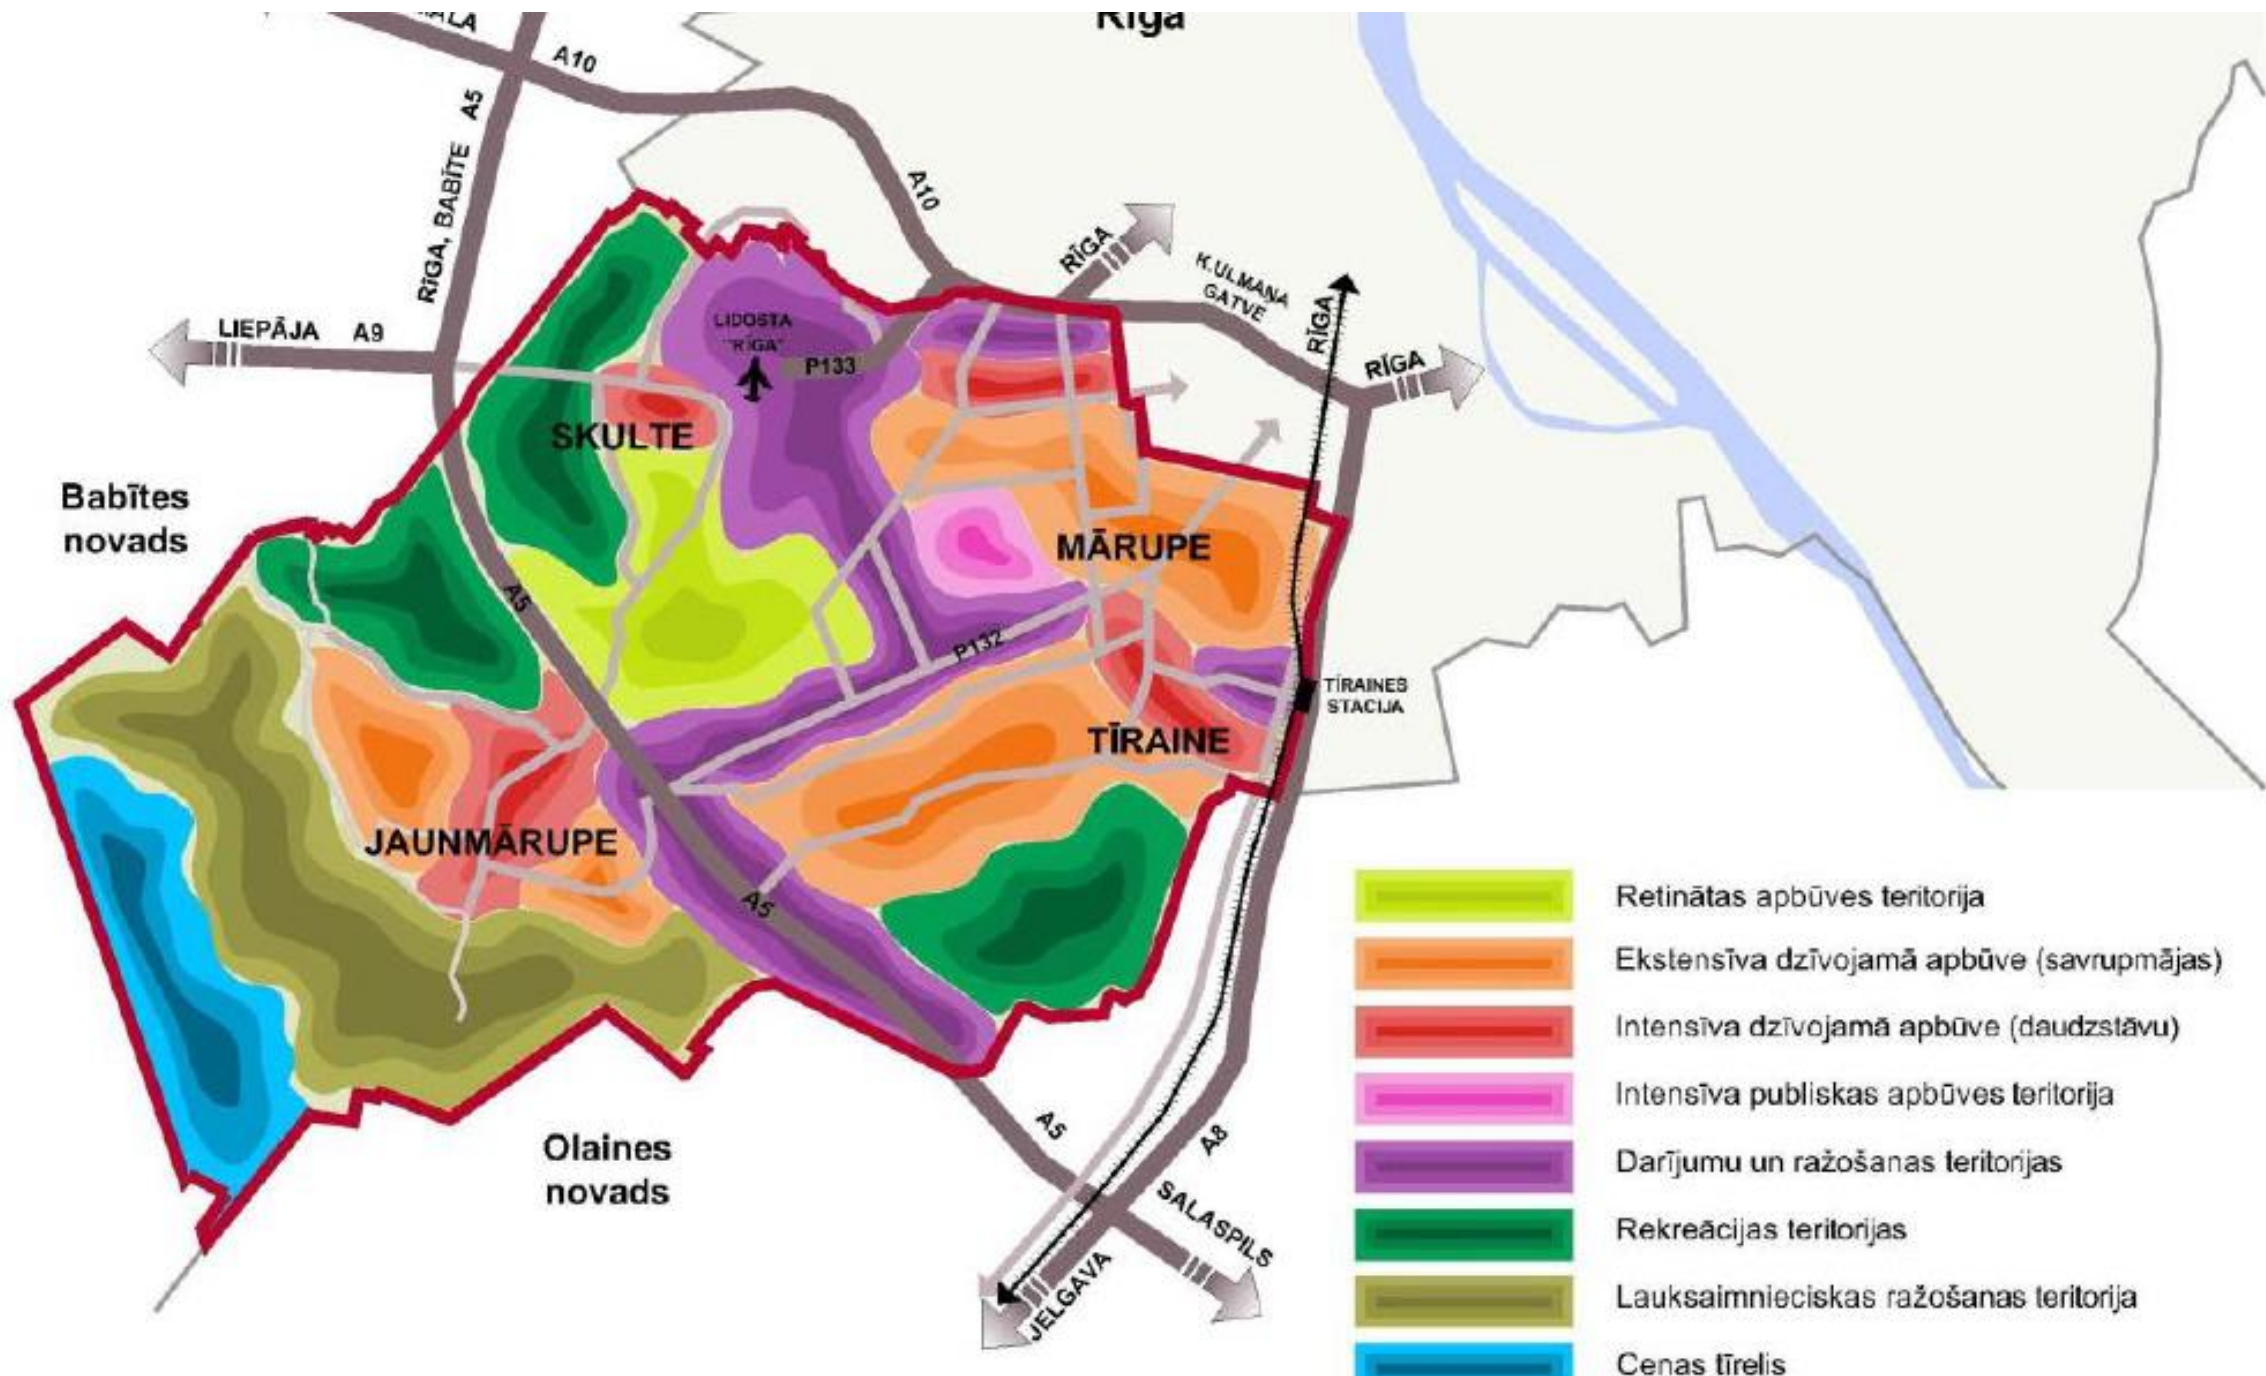 Rīga
A10
A5
RĪGA, BABĪTE
A10
RĪGA
K.ULMAŅA
GATVE
RĪGA
RĪGA
LIEPĀJA A9
LIDOSTA
"RĪGA"
P133
SKULTE
Babītes
novads
MĀRUPE
A5
P132
TĪRAINES
STACIJA
TĪRAINE
JAUNMĀRUPE
A5
Olaines
novads
A5
A8
SALASPILS
JELGAVA
Retinātas apbūves teritorija
Ekstensīva dzīvojamā apbūve (savrupmājas)
Intensīva dzīvojamā apbūve (daudzstāvu)
Intensīva publiskas apbūves teritorija
Darījumu un ražošanas teritorijas
Rekreācijas teritorijas
Lauksaimnieciskas ražošanas teritorija
Cenas tīrelis